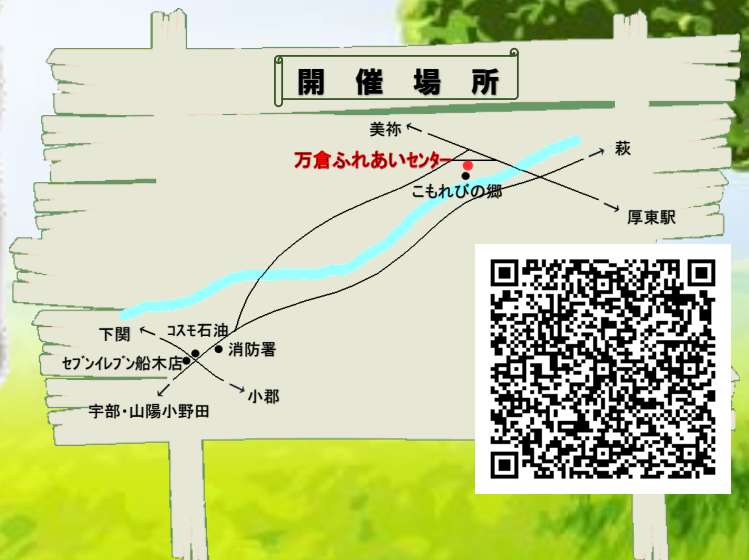 開催場所
美祢
萩
万倉ふれあいセンター
こもれびの郷
厚東駅
下関
コスモ石油
消防署
セブンイレブン船木店
小郡
宇部・山陽小野田